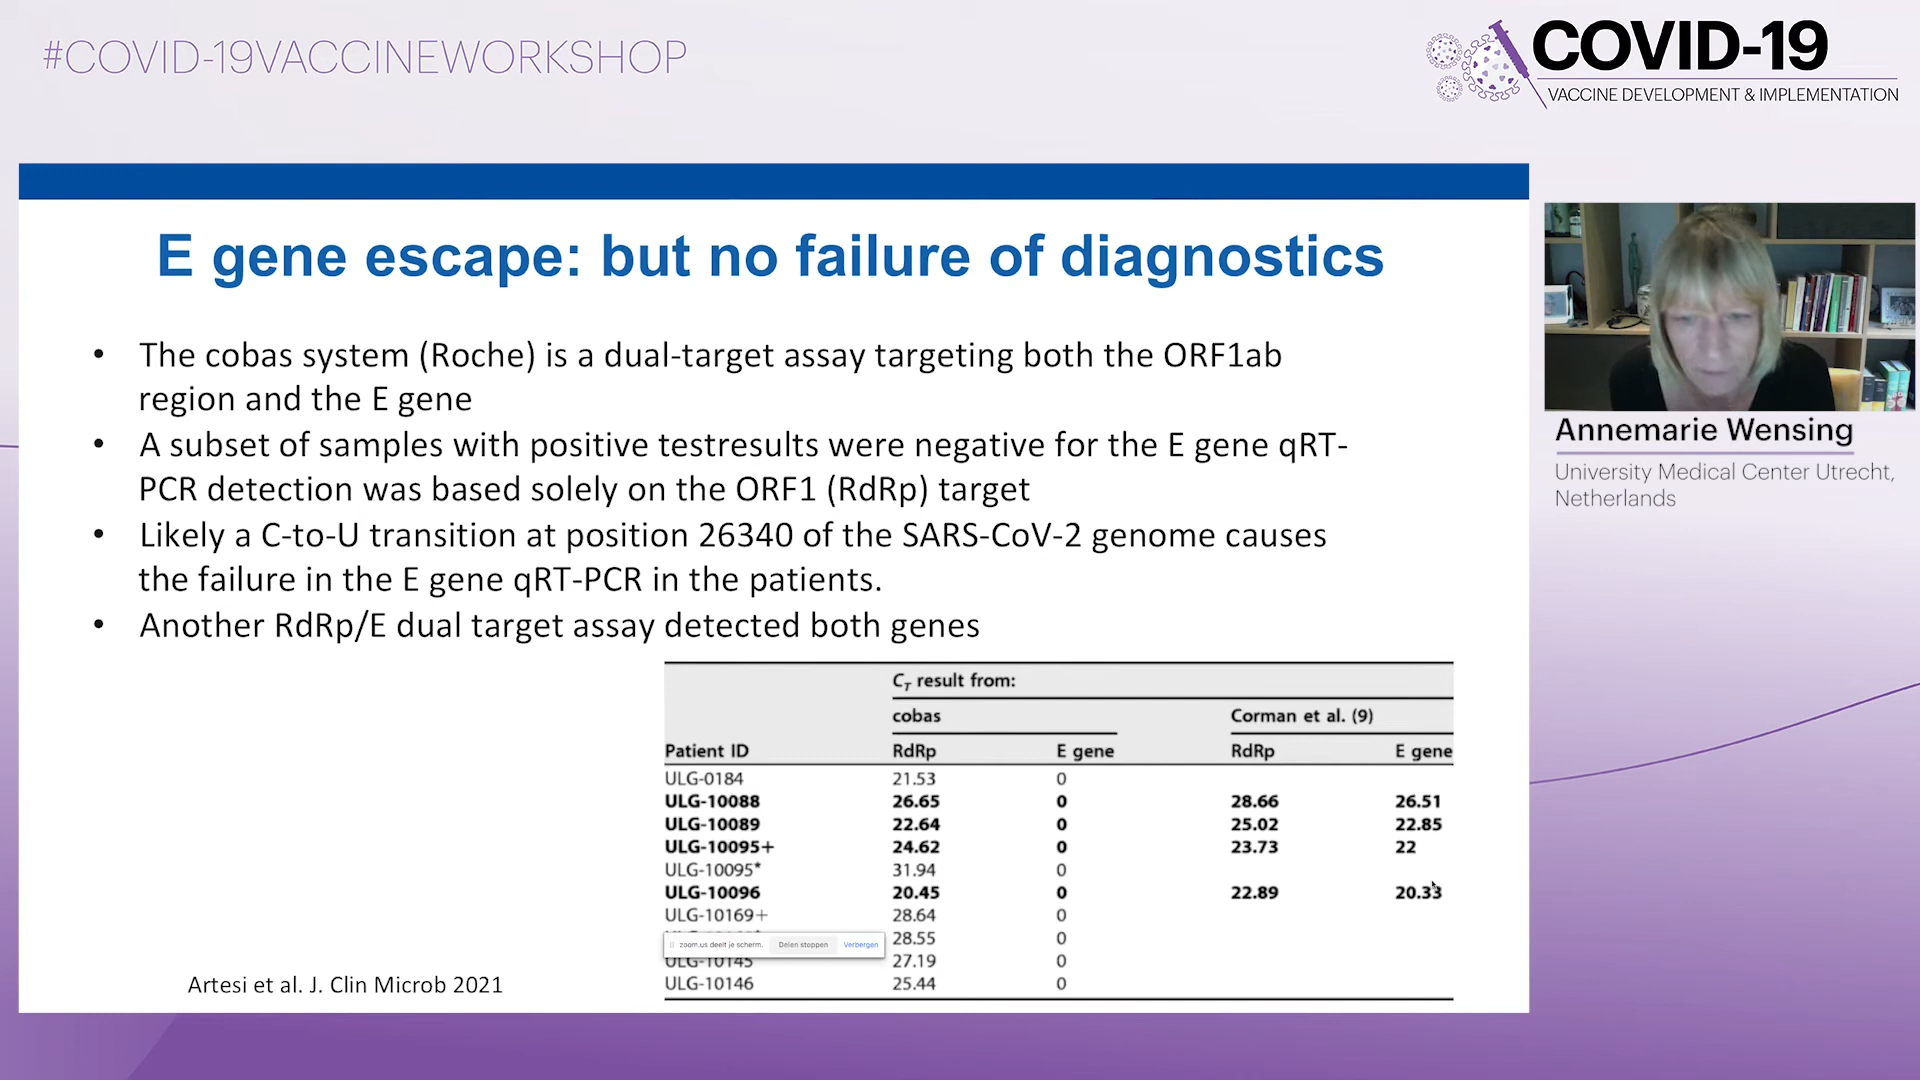 #COVID-19VACCINEWORKSHOP
COVID-19
VACCINE DEVELOPMENT & IMPLEMENTATION
E gene escape: but no failure of diagnostics
• The cobas system (Roche) is a dual-target assay targeting both the ORF1ab
region and the E gene
• A subset of samples with positive testresults were negative for the E gene qRT-
PCR detection was based solely on the ORF1 (RdRp) target
• Likely a C-to-U transition at position 26340 of the SARS-CoV-2 genome causes
the failure in the E gene qRT-PCR in the patients.
• Another RdRp/E dual target assay detected both genes
CT result from:
cobas Corman et al. (9)
Patient ID RdRp E gene RdRp E gene
ULG-0184 21.53 0
ULG-10088 26.65 0 28.66 26.51
ULG-10089 22.64 0 25.02 22.85
ULG-10095+ 24.62 0 23.73 22
ULG-10095* 31.94 0
ULG-10096 20.45 0 22.89 20.33
ULG-10169+ 28.64 0
28.55 0
zoom.us deelt je scherm. Delen stoppen Verbergen
ULG-10145 27.19 0
ULG-10146 25.44 0
Artesi et al. J. Clin Microb 2021
Annemarie Wensing
University Medical Center Utrecht,
Netherlands